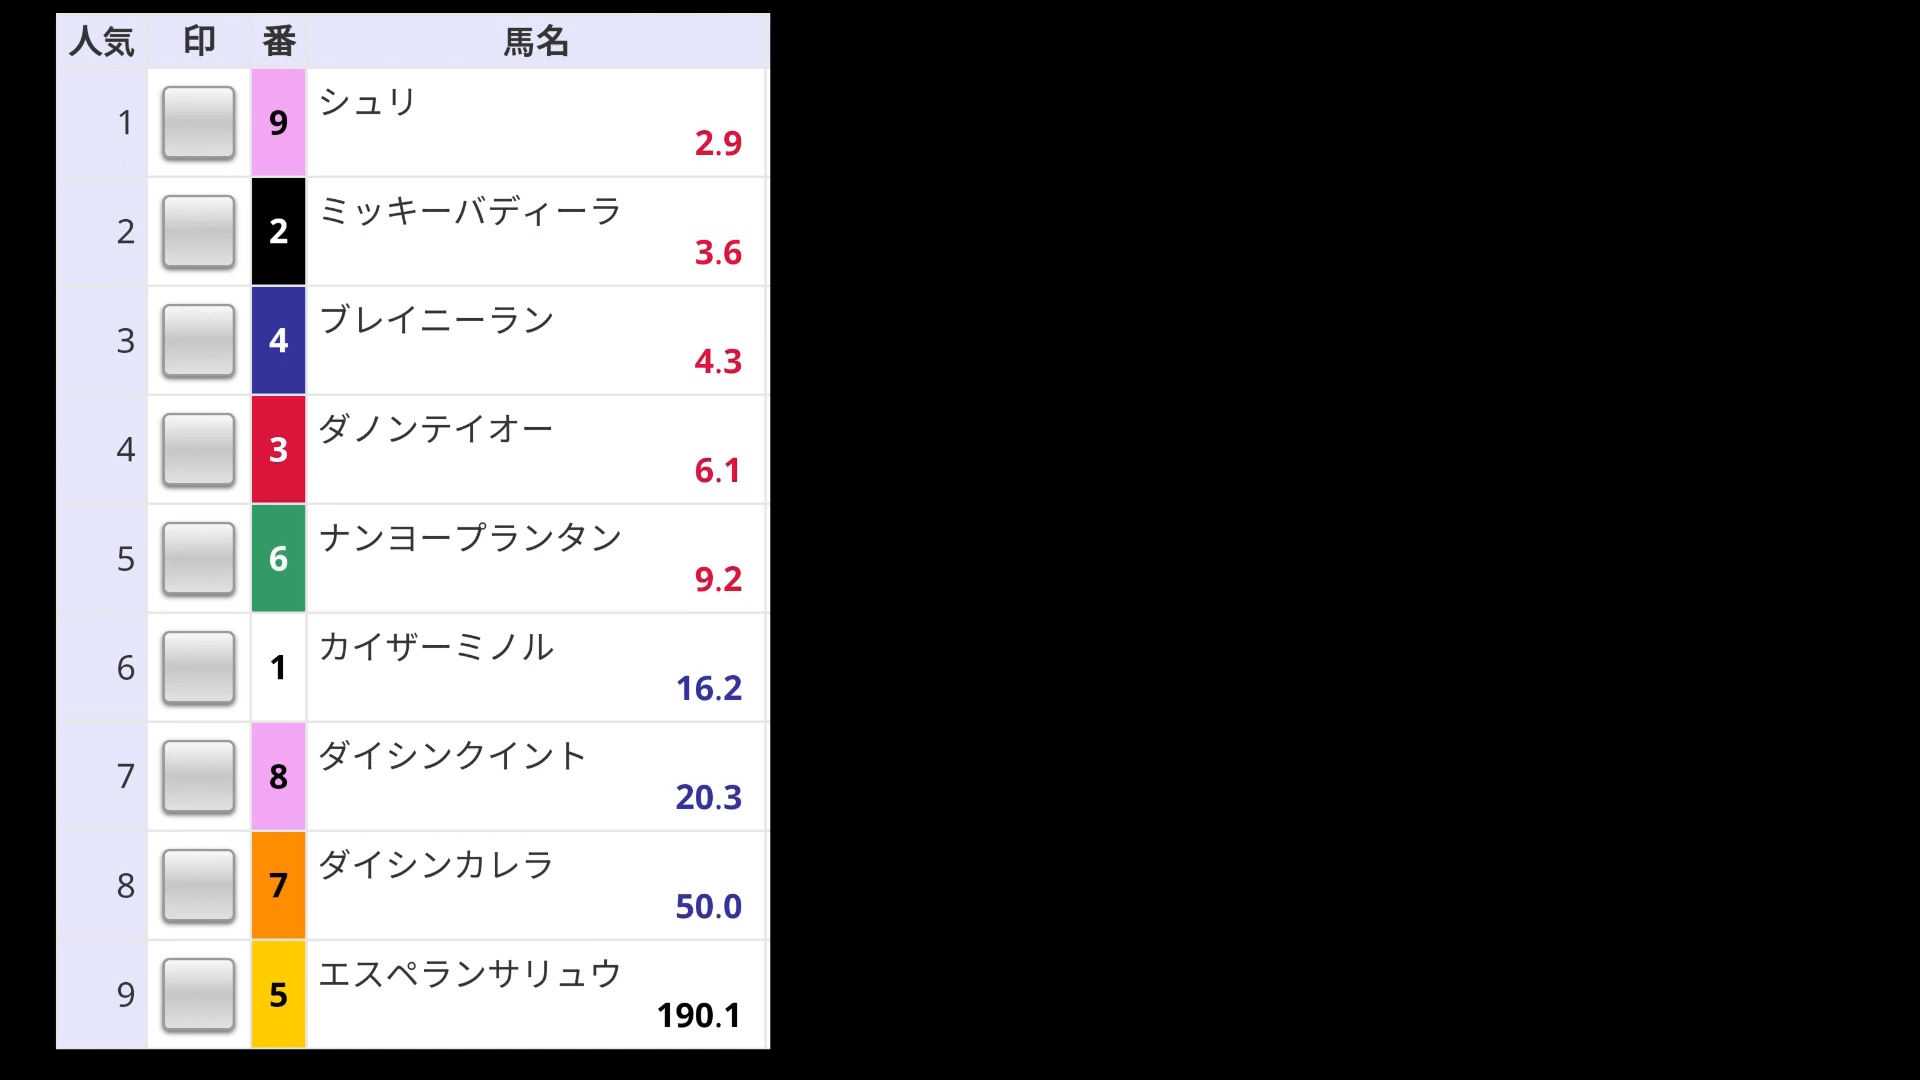 人気 印 番 馬名
1 9 シュリ
2.9
2 2 ミッキーバディーラ
3.6
3 4 ブレイニーラン
4.3
4 3 ダノンテイオー
6.1
5 6 ナンヨープランタン
9.2
6 1 カイザーミノル
16.2
7 8 ダイシンクイント
20.3
8 7 ダイシンカレラ
50.0
9 5 エスペランサリュウ
190.1